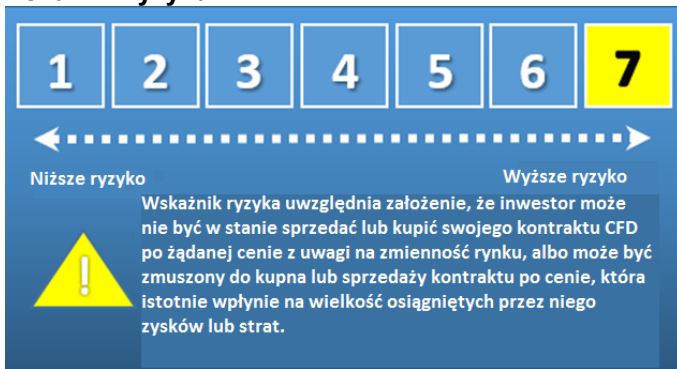 1 2 3 4 5 6 7
Niższe ryzyko Wyższe ryzyko
Wskaźnik ryzyka uwzględnia założenie, że inwestor może
nie być w stanie sprzedać lub kupić swojego kontraktu CFD
po żądanej cenie z uwagi na zmienność rynku, albo może być
zmuszony do kupna lub sprzedaży kontraktu po cenie, która
istotnie wpłynie na wielkość osiągniętych przez niego
zysków lub strat.